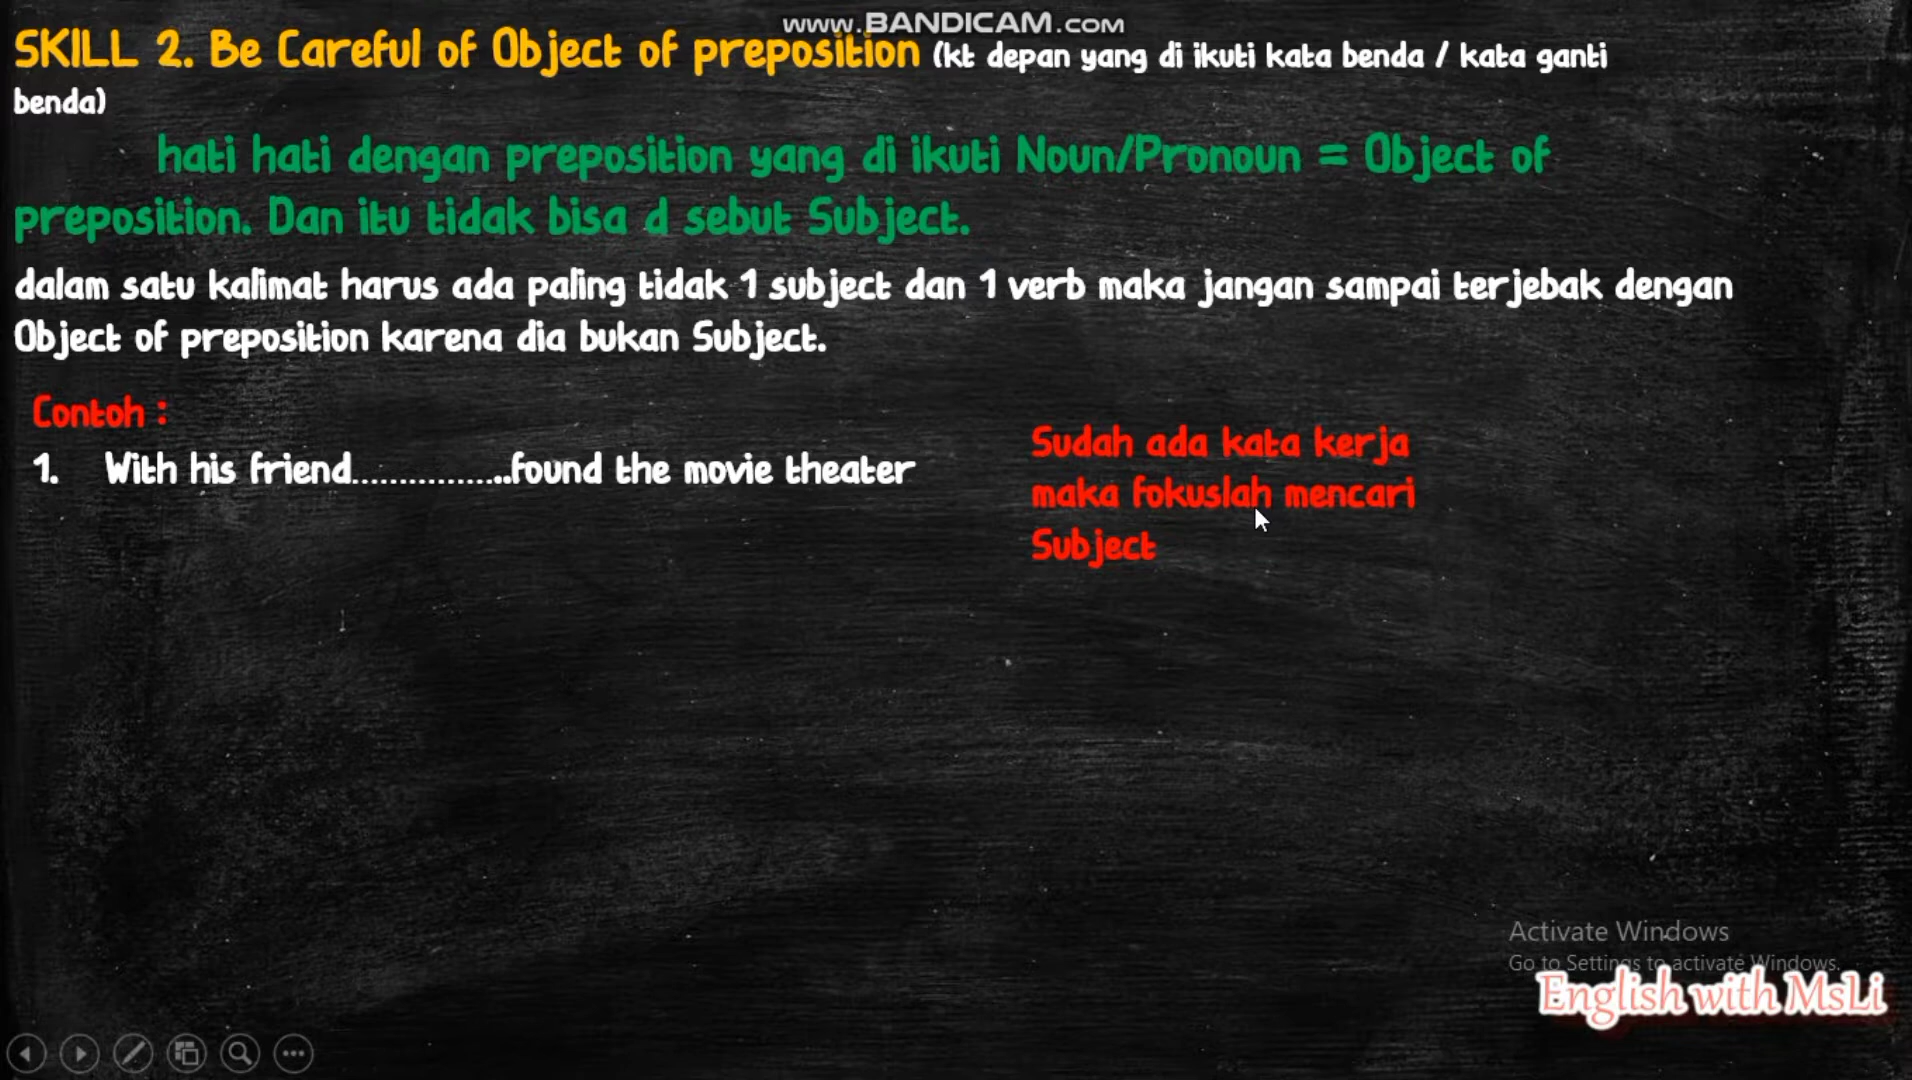 www.BANDICAM.com
SKILL 2. Be Careful of Object of preposition (kt depan yang di ikuti kata benda / kata ganti
benda)
hati hati dengan preposition yang di ikuti Noun/Pronoun = Object of
preposition. Dan itu tidak bisa d sebut Subject.
dalam satu kalimat harus ada paling tidak 1 subject dan 1 verb maka jangan sampai terjebak dengan
Object of preposition karena dia bukan Subject.
Contoh :
1. With his friend.................found the movie theater
Sudah ada kata kerja
maka fokuslah mencari
Subject
Activate Windows
Go to Settings to activate Windows.
English with MsLi